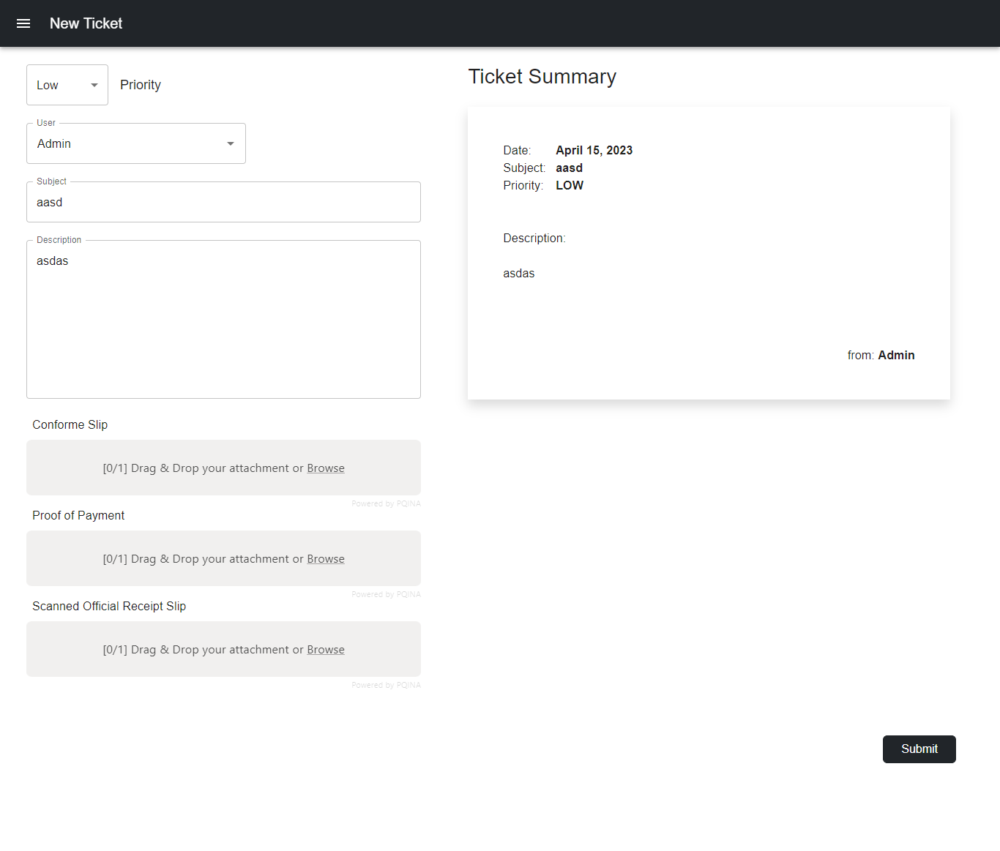 New Ticket
Low
Priority
User
Admin
Subject
aasd
Description
asdas
Conforme Slip
[0/1] Drag & Drop your attachment or Browse
Powered by PQINA
Proof of Payment
[0/1] Drag & Drop your attachment or Browse
Powered by PQINA
Scanned Official Receipt Slip
[0/1] Drag & Drop your attachment or Browse
Powered by PQINA
Ticket Summary
Date: April 15, 2023
Subject: aasd
Priority: LOW
Description:
asdas
from: Admin
Submit